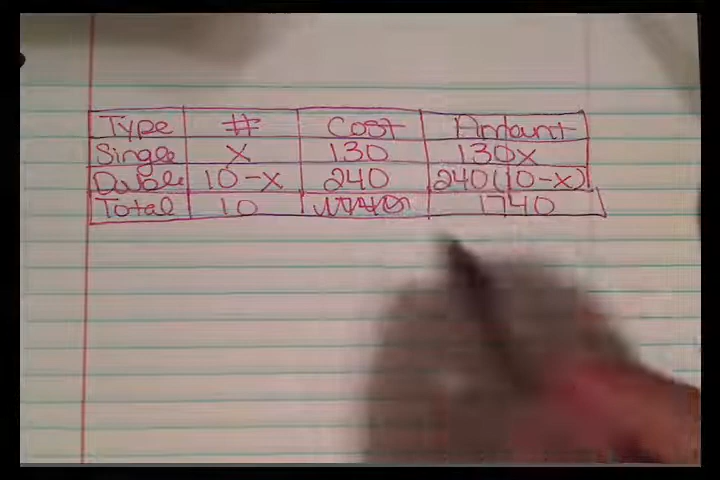 Type # Cost Amount
Single X 130 130x
Double 10-x 240 240(10-x)
Total 10 1740